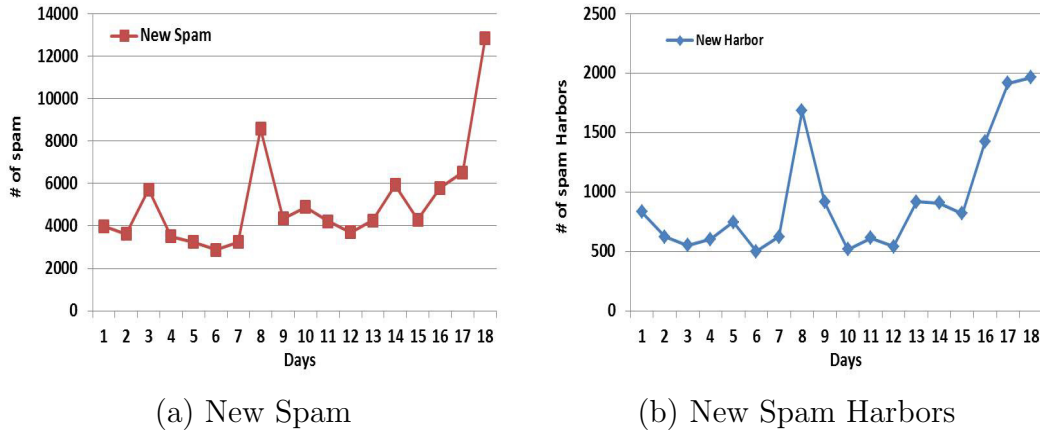 14000
12000
10000
8000
6000
4000
2000
0
# of spam
New Spam
1 2 3 4 5 6 7 8 9 10 11 12 13 14 15 16 17 18
Days
(a) New Spam
2500
2000
1500
1000
500
0
# of spam Harbors
New Harbor
1 2 3 4 5 6 7 8 9 10 11 12 13 14 15 16 17 18
Days
(b) New Spam Harbors